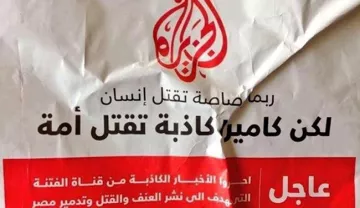 الجزيرة
ربما رصاصة تقتل إنسان
لكن كاميرا كاذبة تقتل أمة
عاجل
احذروا الأخبار الكاذبة من قناة الفتنة
التي تهدف الى نشر العنف والقتل وتدمير مصر